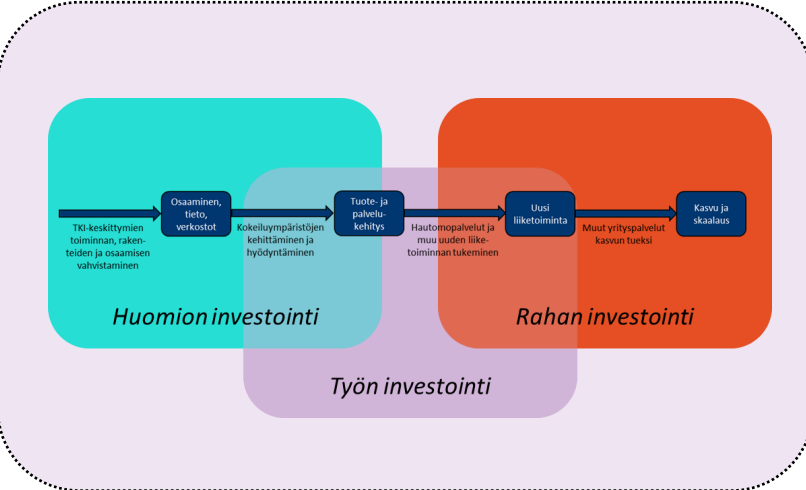 Osaaminen,
tieto,
verkostot
Tuote- ja
palvelu-
kehitys
Uusi
liiketoiminta
Kasvu ja
skaalaus
TKI-keskittymien
toiminnan, raken-
teiden ja osaamisen
vahvistaminen
Kokeiluympäristöjen
kehittäminen ja
hyödyntäminen
Hautomopalvelut ja
muu uuden liike-
toiminnan tukeminen
Muut yrityspalvelut
kasvun tueksi
Huomion investointi
Rahan investointi
Työn investointi